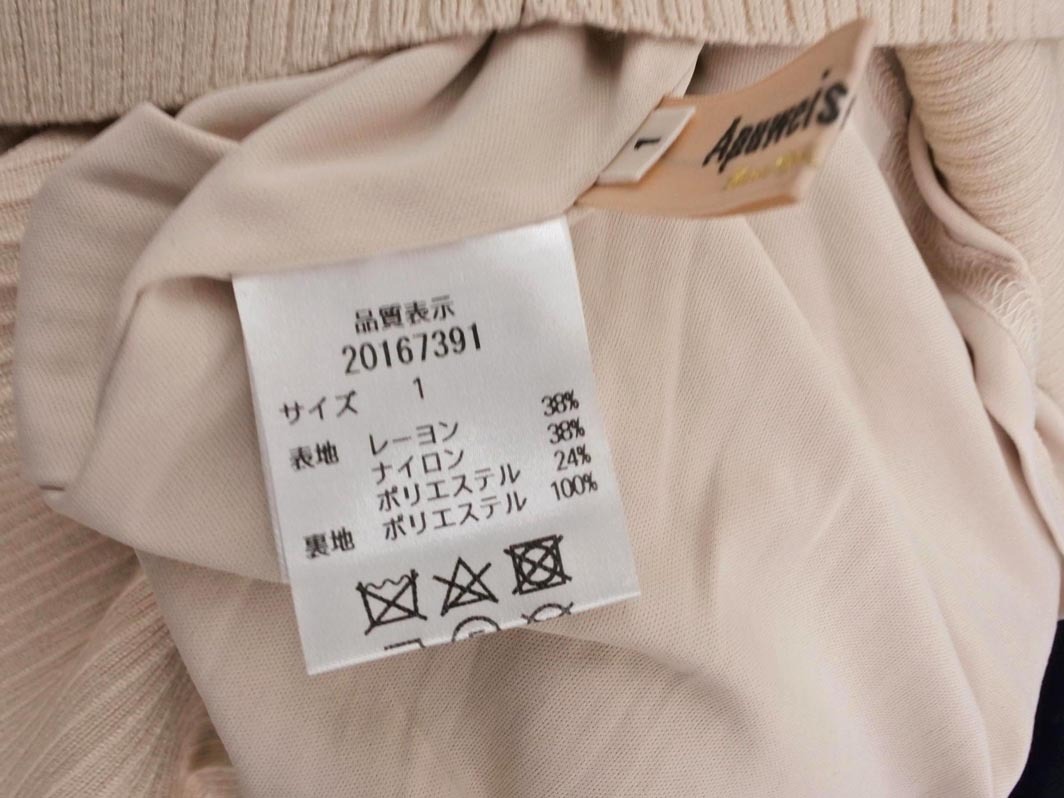 1
Apuweis
品質表示
20167391
サイズ 1
表地 レーヨン 38%
ナイロン 38%
ポリエステル 24%
裏地 ポリエステル 100%